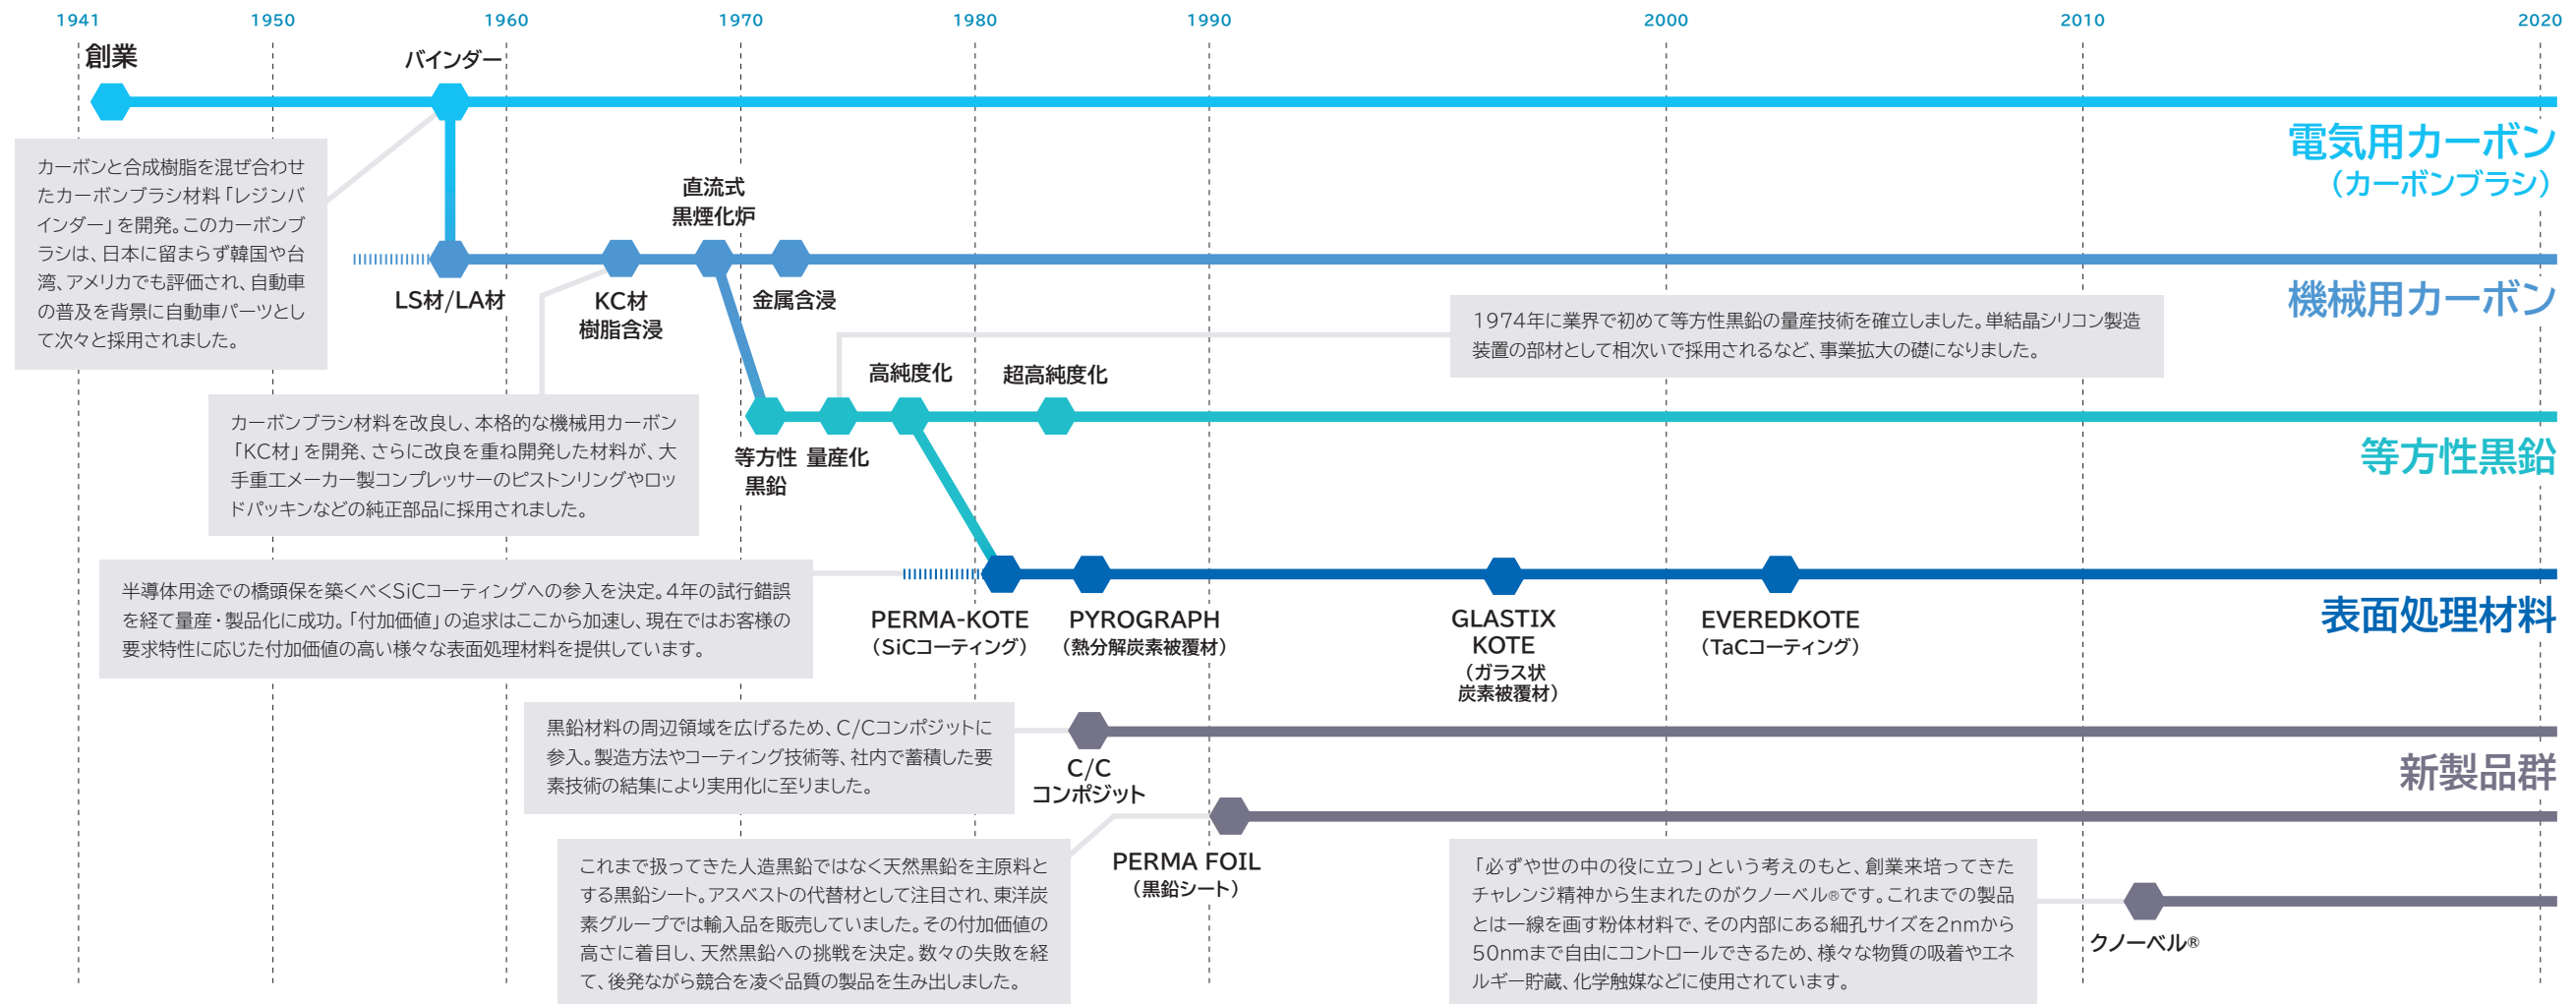 1941
1950
1960
1970
1980
1990
2000
2010
2020
創業
バインダー
電気用カーボン
（カーボンブラシ）
カーボンと合成樹脂を混ぜ合わせ
たカーボンブラシ材料「レジンバ
インダー」を開発。このカーボンブ
ラシは、日本に留まらず韓国や台
湾、アメリカでも評価され、自動車
の普及を背景に自動車パーツとし
て次々と採用されました。
直流式
黒煙化炉
LS材/LA材
KC材
樹脂含浸
金属含浸
機械用カーボン
1974年に業界で初めて等方性黒鉛の量産技術を確立しました。単結晶シリコン製造
装置の部材として相次いで採用されるなど、事業拡大の礎になりました。
高純度化
超高純度化
カーボンブラシ材料を改良し、本格的な機械用カーボン
「KC材」を開発、さらに改良を重ね開発した材料が、大
手重工メーカー製コンプレッサーのピストンリングやロッ
ドパッキンなどの純正部品に採用されました。
等方性
黒鉛
量産化
等方性黒鉛
半導体用途での橋頭保を築くべくSiCコーティングへの参入を決定。4年の試行錯誤
を経て量産・製品化に成功。「付加価値」の追求はここから加速し、現在ではお客様の
要求特性に応じた付加価値の高い様々な表面処理材料を提供しています。
PERMA-KOTE
（SiCコーティング）
PYROGRAPH
（熱分解炭素被覆材）
GLASTIX
KOTE
（ガラス状
炭素被覆材）
EVEREDKOTE
（TaCコーティング）
表面処理材料
黒鉛材料の周辺領域を広げるため、C/Cコンポジットに
参入。製造方法やコーティング技術等、社内で蓄積した要
素技術の結集により実用化に至りました。
C/C
コンポジット
新製品群
これまで扱ってきた人造黒鉛ではなく天然黒鉛を主原料と
する黒鉛シート。アスベストの代替材として注目され、東洋炭
素グループでは輸入品を販売していました。その付加価値の
高さに着目し、天然黒鉛への挑戦を決定。数々の失敗を経
て、後発ながら競合を凌ぐ品質の製品を生み出しました。
PERMA FOIL
（黒鉛シート）
「必ずや世の中の役に立つ」という考えのもと、創業来培ってきた
チャレンジ精神から生まれたのがクノーベル®です。これまでの製品
とは一線を画す粉体材料で、その内部にある細孔サイズを2nmから
50nmまで自由にコントロールできるため、様々な物質の吸着やエネ
ルギー貯蔵、化学触媒などに使用されています。
クノーベル®